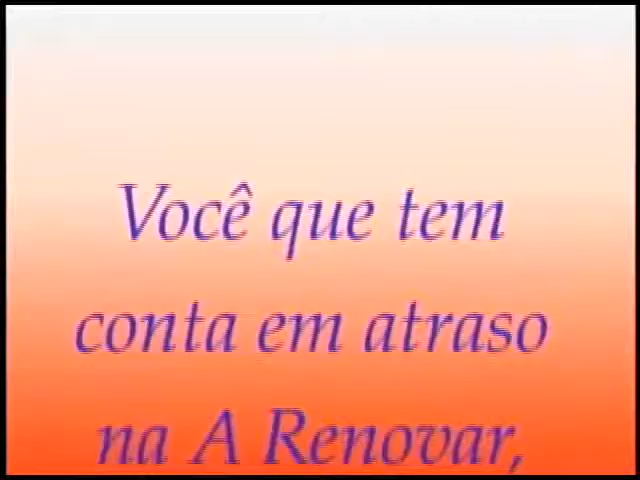 Você que tem
conta em atraso
na A Renovar,